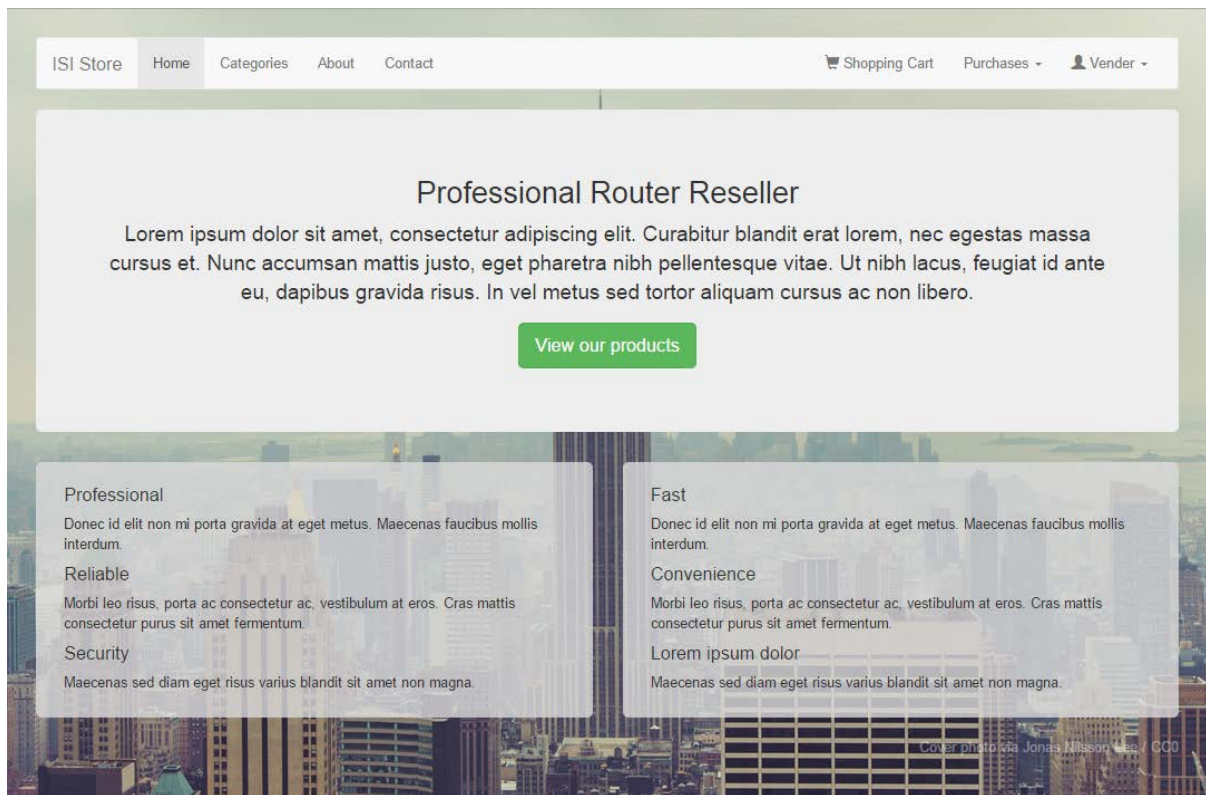 ISI Store Home Categories About Contact Shopping Cart Purchases Vender
Professional Router Reseller
Lorem ipsum dolor sit amet, consectetur adipiscing elit. Curabitur blandit erat lorem, nec egestas massa
cursus et. Nunc accumsan mattis justo, eget pharetra nibh pellentesque vitae. Ut nibh lacus, feugiat id ante
eu, dapibus gravida risus. In vel metus sed tortor aliquam cursus ac non libero.
View our products
Professional
Donec id elit non mi porta gravida at eget metus. Maecenas faucibus mollis
interdum.
Reliable
Morbi leo risus, porta ac consectetur ac, vestibulum at eros. Cras mattis
consectetur purus sit amet fermentum.
Security
Maecenas sed diam eget risus varius blandit sit amet non magna.
Fast
Donec id elit non mi porta gravida at eget metus. Maecenas faucibus mollis
interdum.
Convenience
Morbi leo risus, porta ac consectetur ac, vestibulum at eros. Cras mattis
consectetur purus sit amet fermentum.
Lorem ipsum dolor
Maecenas sed diam eget risus varius blandit sit amet non magna.
Cover photo via Jonas Nilsson Lee / CC0